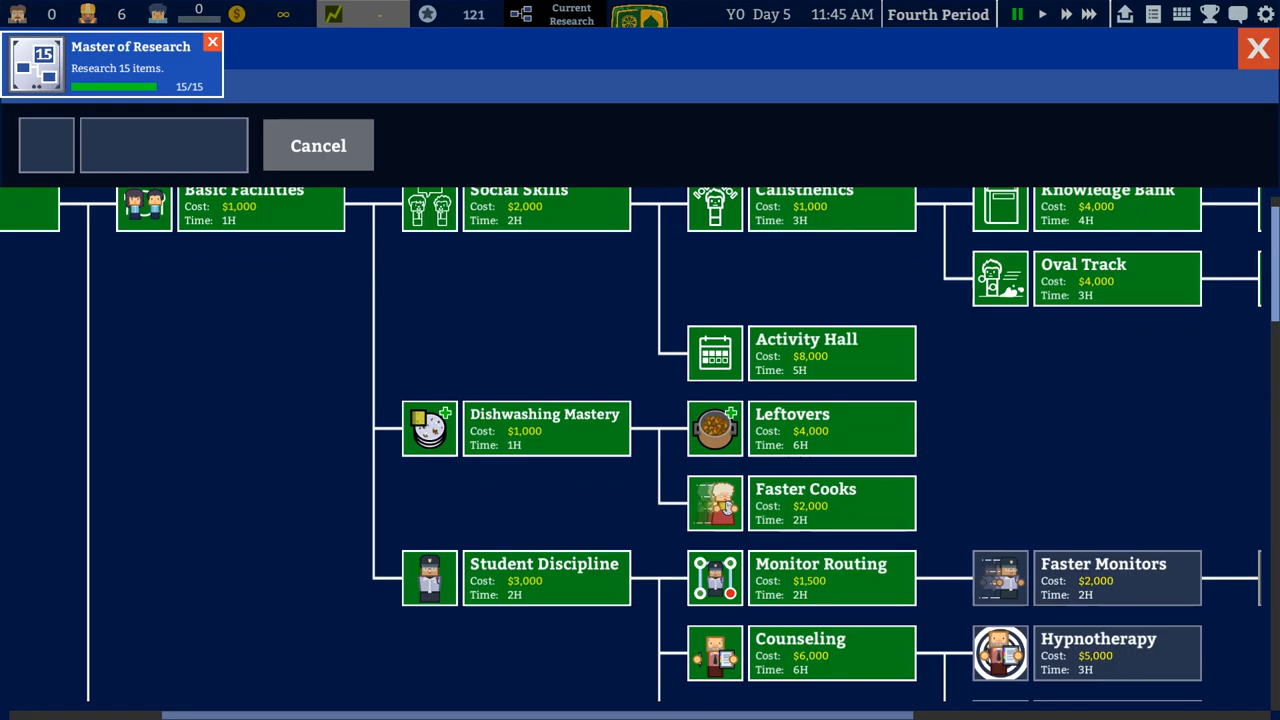 0 6 0 ∞ - 121 Current Research Y0 Day 5 11:45 AM Fourth Period
15 Master of Research
Research 15 items.
15/15
Cancel
Basic Facilities
Cost: $1,000
Time: 1H
Social Skills
Cost: $2,000
Time: 2H
Calisthenics
Cost: $1,000
Time: 3H
Knowledge Bank
Cost: $4,000
Time: 4H
Oval Track
Cost: $4,000
Time: 3H
Activity Hall
Cost: $8,000
Time: 5H
Dishwashing Mastery
Cost: $1,000
Time: 1H
Leftovers
Cost: $4,000
Time: 6H
Faster Cooks
Cost: $2,000
Time: 2H
Student Discipline
Cost: $3,000
Time: 2H
Monitor Routing
Cost: $1,500
Time: 2H
Faster Monitors
Cost: $2,000
Time: 2H
Counseling
Cost: $6,000
Time: 6H
Hypnotherapy
Cost: $5,000
Time: 3H